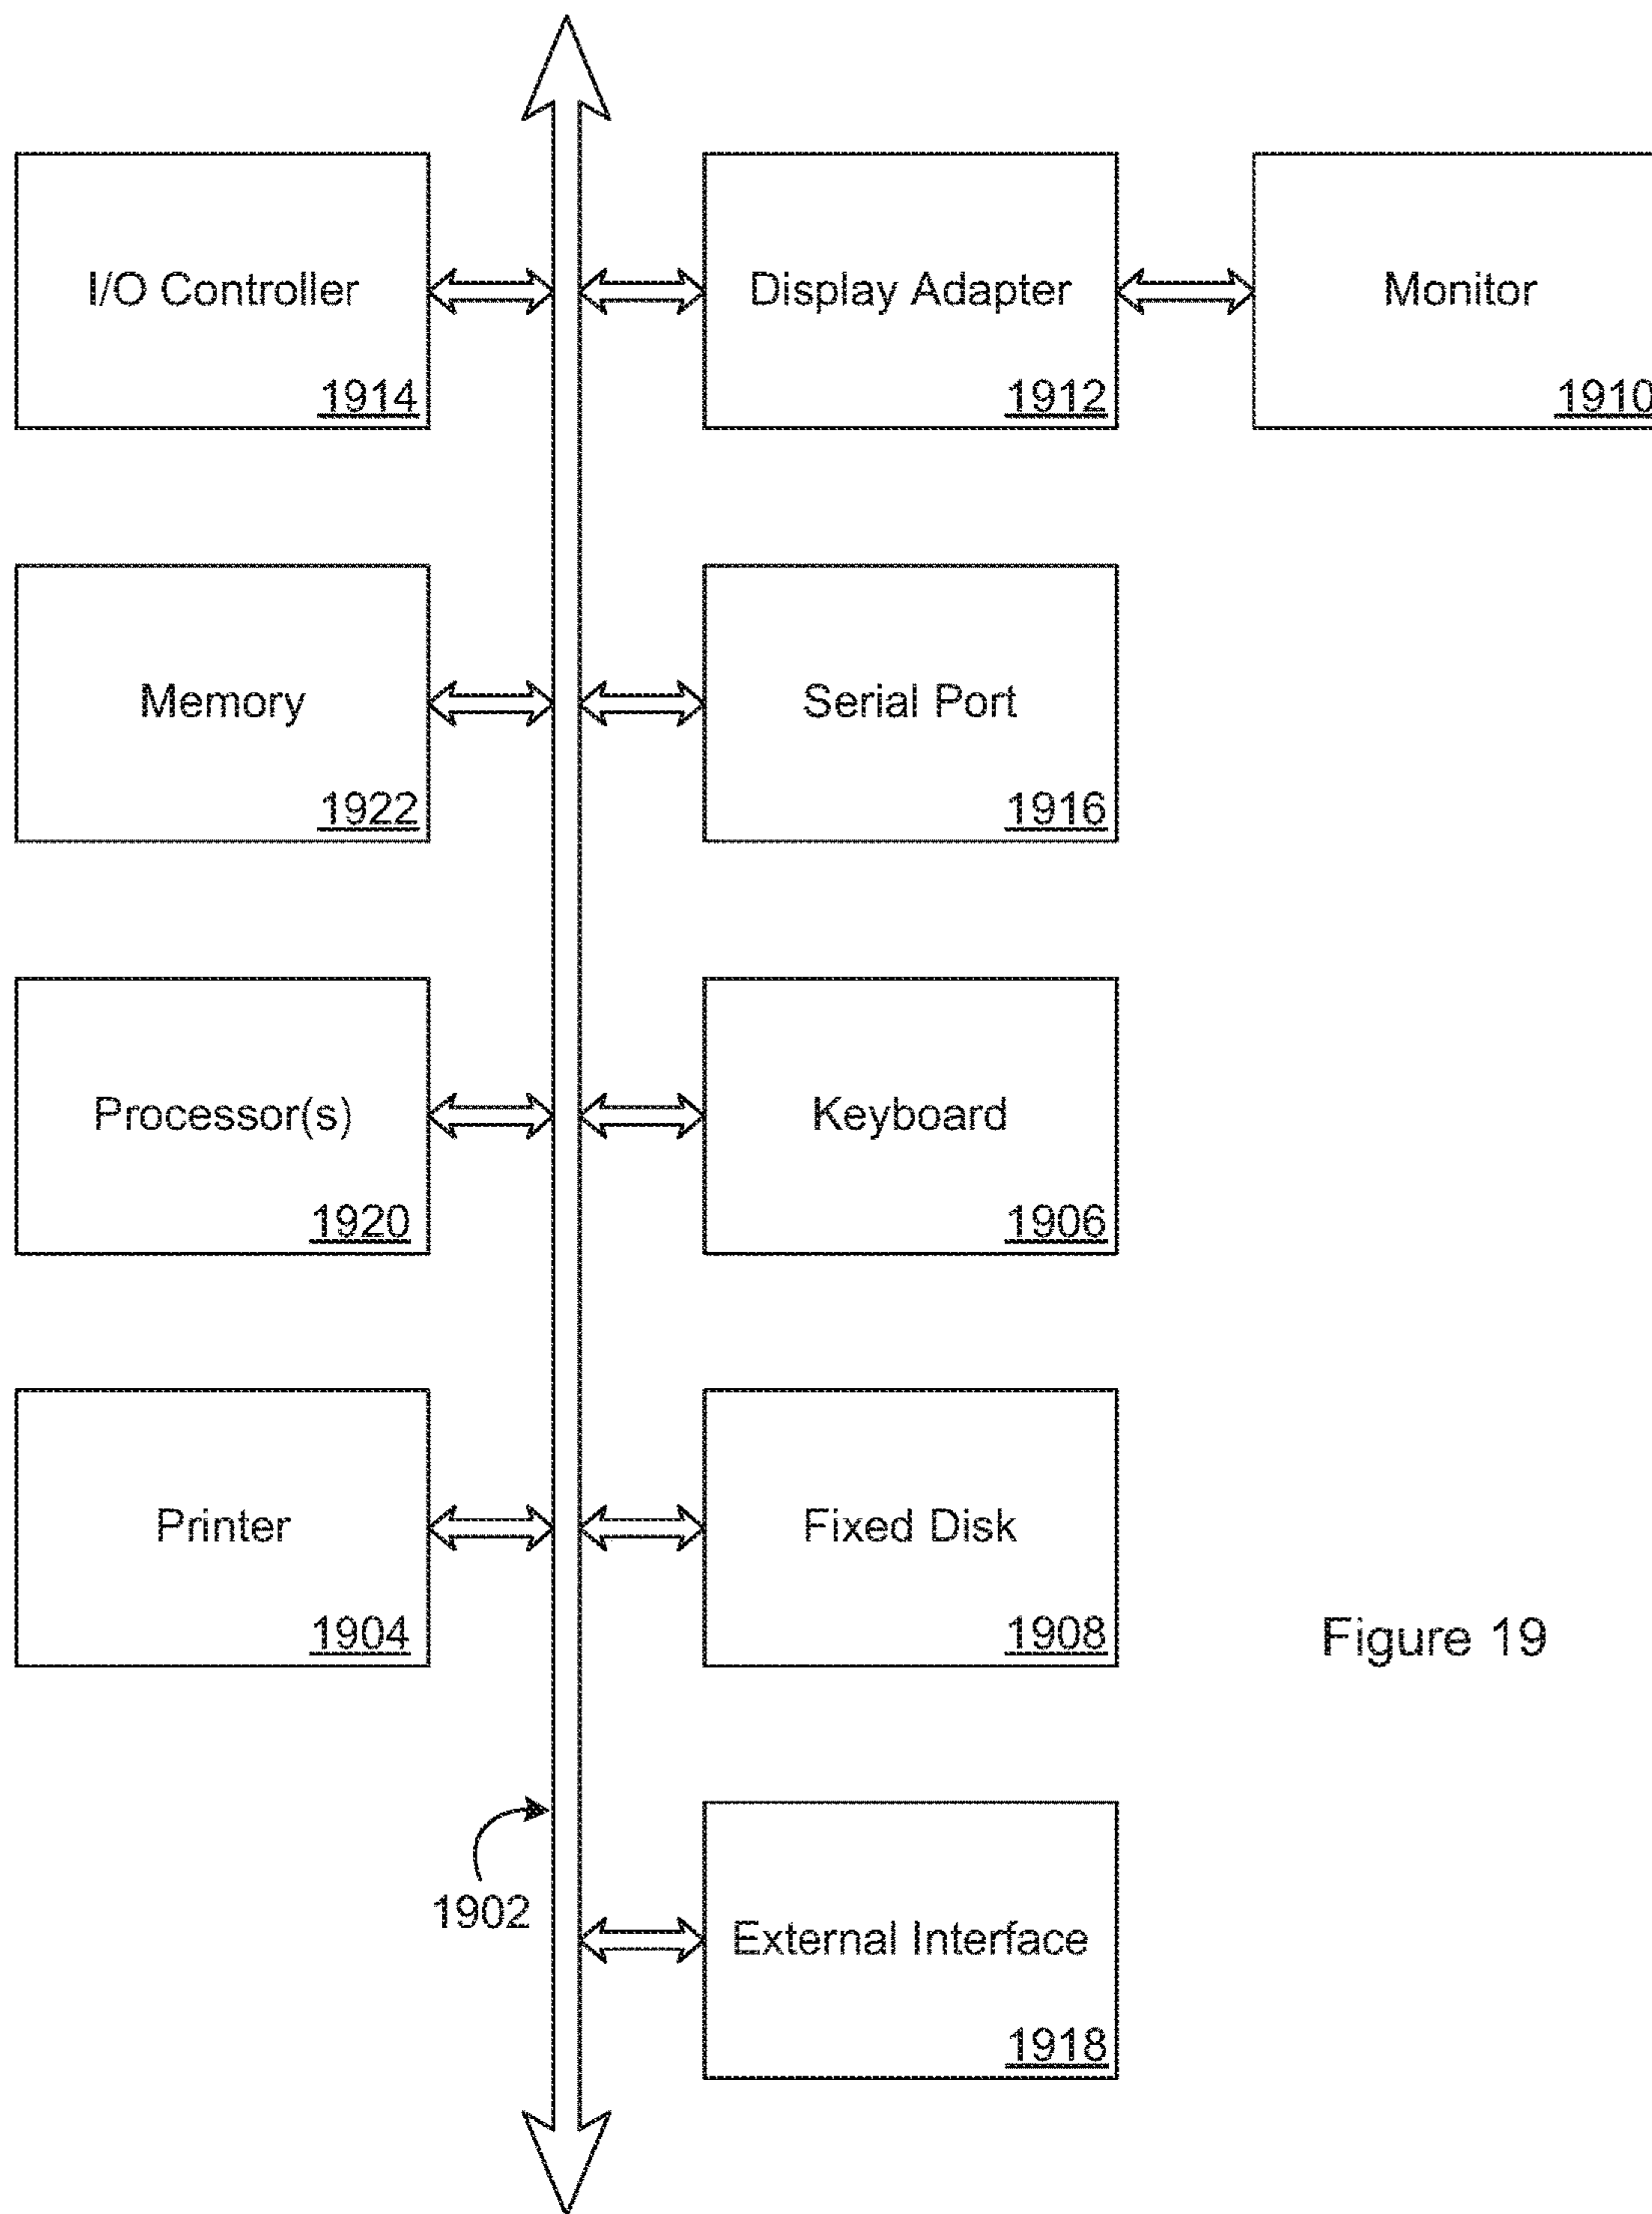 I/O Controller
1914
Display Adapter
1912
Monitor
1910
Memory
1922
Serial Port
1916
Processor(s)
1920
Keyboard
1906
Printer
1904
Fixed Disk
1908
Figure 19
1902
External Interface
1918